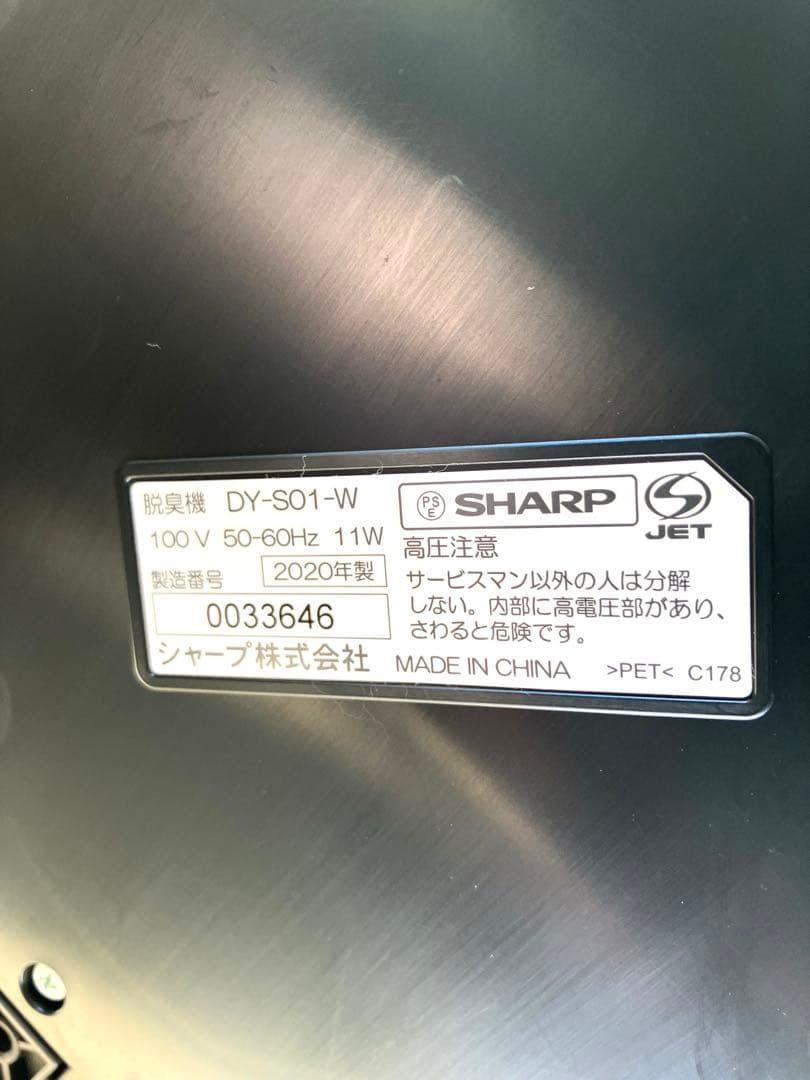 脱臭機 DY-S01-W
100V 50-60Hz 11W
製造番号 2020年製
0033646
シャープ株式会社
PS
E
SHARP
JET
高圧注意
サービスマン以外の人は分解
しない。内部に高電圧部があり、
さわると危険です。
MADE IN CHINA >PET< C178